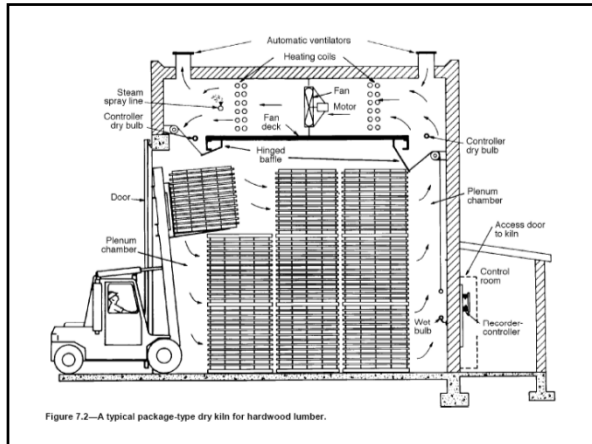 Automatic ventilators
Heating coils
Steam
spray line
Fan
Motor
Controller
dry bulb
Fan
deck
Hinged
baffle
Controller
dry bulb
Door
Plenum
chamber
Plenum
chamber
Access door
to kiln
Control
room
Wet
bulb
Recorder-
controller
Figure 7.2—A typical package-type dry kiln for hardwood lumber.